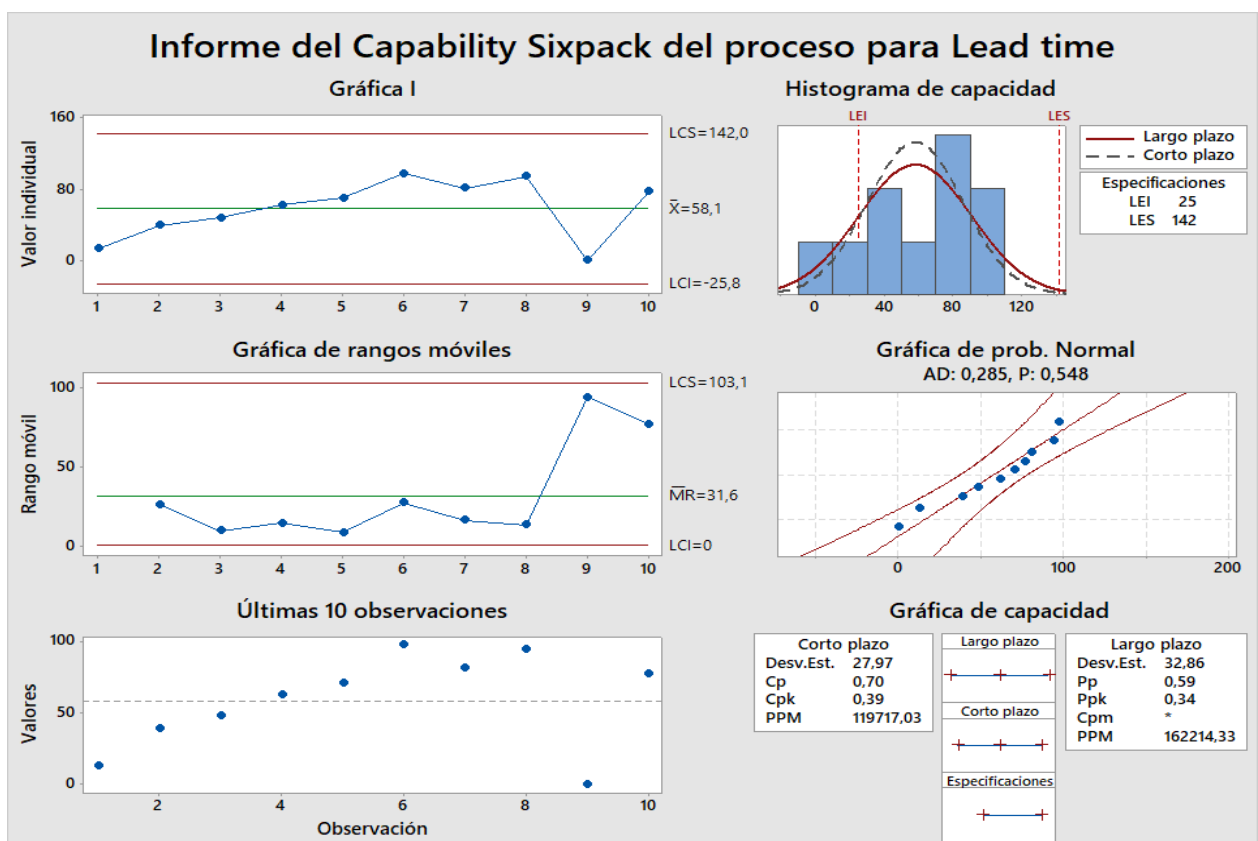 Informe del Capability Sixpack del proceso para Lead time
Gráfica I
Valor individual
160
80
0
1 2 3 4 5 6 7 8 9 10
LCS=142,0
X̄=58,1
LCI=-25,8
Histograma de capacidad
LEI
LES
0 40 80 120
Largo plazo
Corto plazo
Especificaciones
LEI 25
LES 142
Gráfica de rangos móviles
Rango móvil
100
50
0
1 2 3 4 5 6 7 8 9 10
LCS=103,1
M̅R̅=31,6
LCI=0
Gráfica de prob. Normal
AD: 0,285, P: 0,548
0 100 200
Últimas 10 observaciones
Valores
100
50
0
2 4 6 8 10
Observación
Gráfica de capacidad
Corto plazo
Desv.Est. 27,97
Cp 0,70
Cpk 0,39
PPM 119717,03
Largo plazo
Corto plazo
Especificaciones
Largo plazo
Desv.Est. 32,86
Pp 0,59
Ppk 0,34
Cpm *
PPM 162214,33